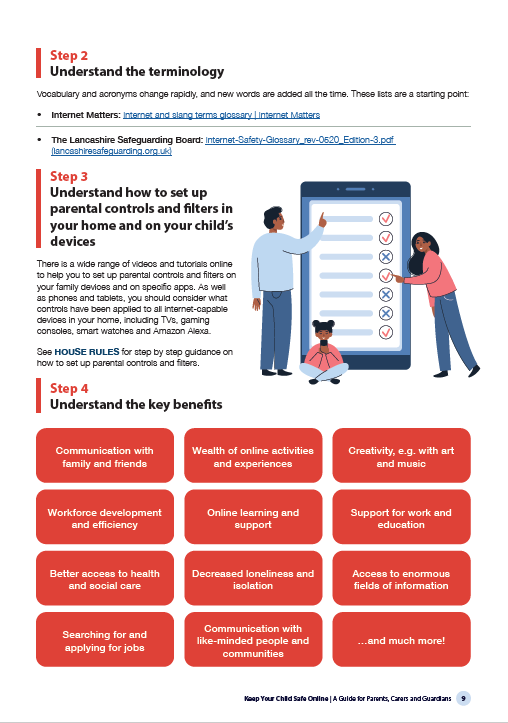 Step 2
Understand the terminology
Vocabulary and acronyms change rapidly, and new words are added all the time. These lists are a starting point:
• Internet Matters: Internet and slang terms glossary | Internet Matters
• The Lancashire Safeguarding Board: internet-Safety-Glossary_rev-0620_Edition-3.pdf
(lancashiresafeguarding.org.uk)
Step 3
Understand how to set up
parental controls and filters in
your home and on your child's
devices
There is a wide range of videos and tutorials online
to help you to set up parental controls and filters on
your family devices and on specific apps. As well
as phones and tablets, you should consider what
controls have been applied to all internet-capable
devices in your home, including TVs, gaming
consoles, smart watches and Amazon Alexa.
See HOUSE RULES for step by step guidance on
how to set up parental controls and filters.
Step 4
Understand the key benefits
Communication with
family and friends
Wealth of online activities
and experiences
Creativity, e.g. with art
and music
Workforce development
and efficiency
Online learning and
support
Support for work and
education
Better access to health
and social care
Decreased loneliness and
isolation
Access to enormous
fields of information
Searching for and
applying for jobs
Communication with
like-minded people and
communities
...and much more!
Keep Your Child Safe Online | A Guide for Parents, Carers and Guardians 9